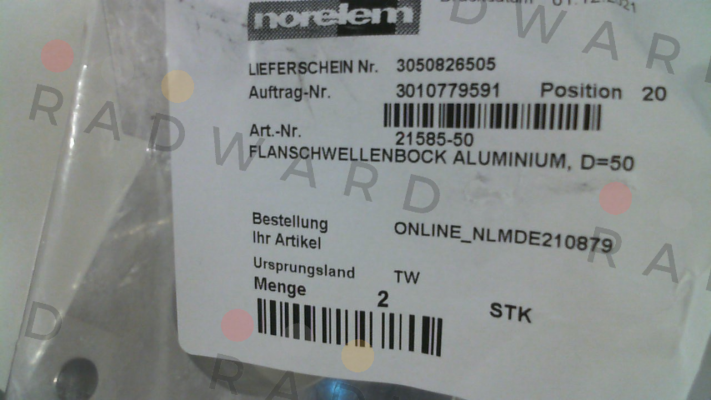 norelem
LIEFERSCHEIN Nr. 3050826505
Auftrag-Nr. 3010779591 Position 20
Art.-Nr. 21585-50
FLANSCHWELLENBOCK ALUMINIUM, D=50
Bestellung ONLINE_NLMDE210879
Ihr Artikel
Ursprungsland TW
Menge 2 STK
RADWARD